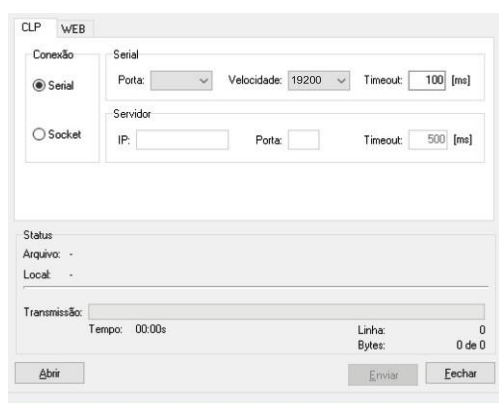 CLP WEB
Conexão
Serial
Socket
Serial
Porta: Velocidade: 19200 Timeout: 100 [ms]
Servidor
IP: Porta: Timeout: 500 [ms]
Status
Arquivo: -
Local: -
Transmissão:
Tempo: 00:00s
Linha: 0
Bytes: 0 de 0
Abrir Enviar Fechar